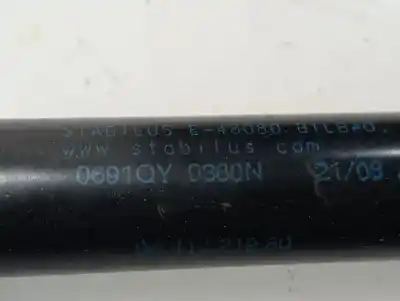 STABILUS E-48080 BILBAO
www stabilus com
0691QY 0380N 21/09